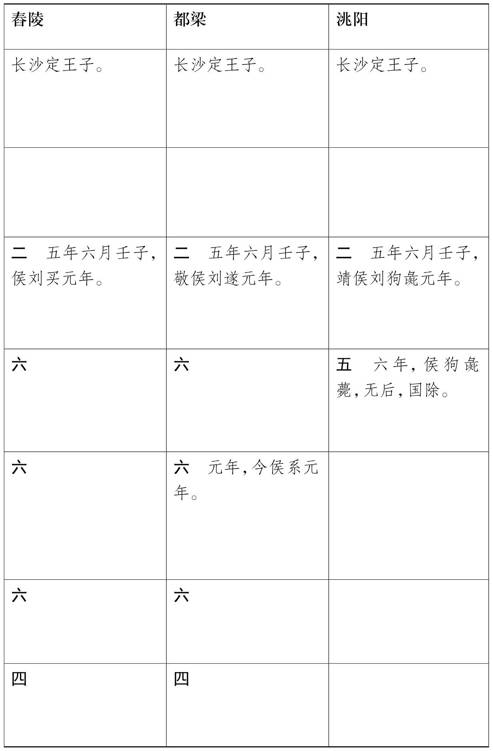 舂陵
都梁
洮阳
长沙定王子。
长沙定王子。
长沙定王子。
二　五年六月壬子，
侯刘买元年。
二　五年六月壬子，
敬侯刘遂元年。
二　五年六月壬子，
靖侯刘狗彘元年。
六
六
五　六年，侯狗彘
薨，无后，国除。
六
六　元年，今侯系元
年。
六
六
四
四